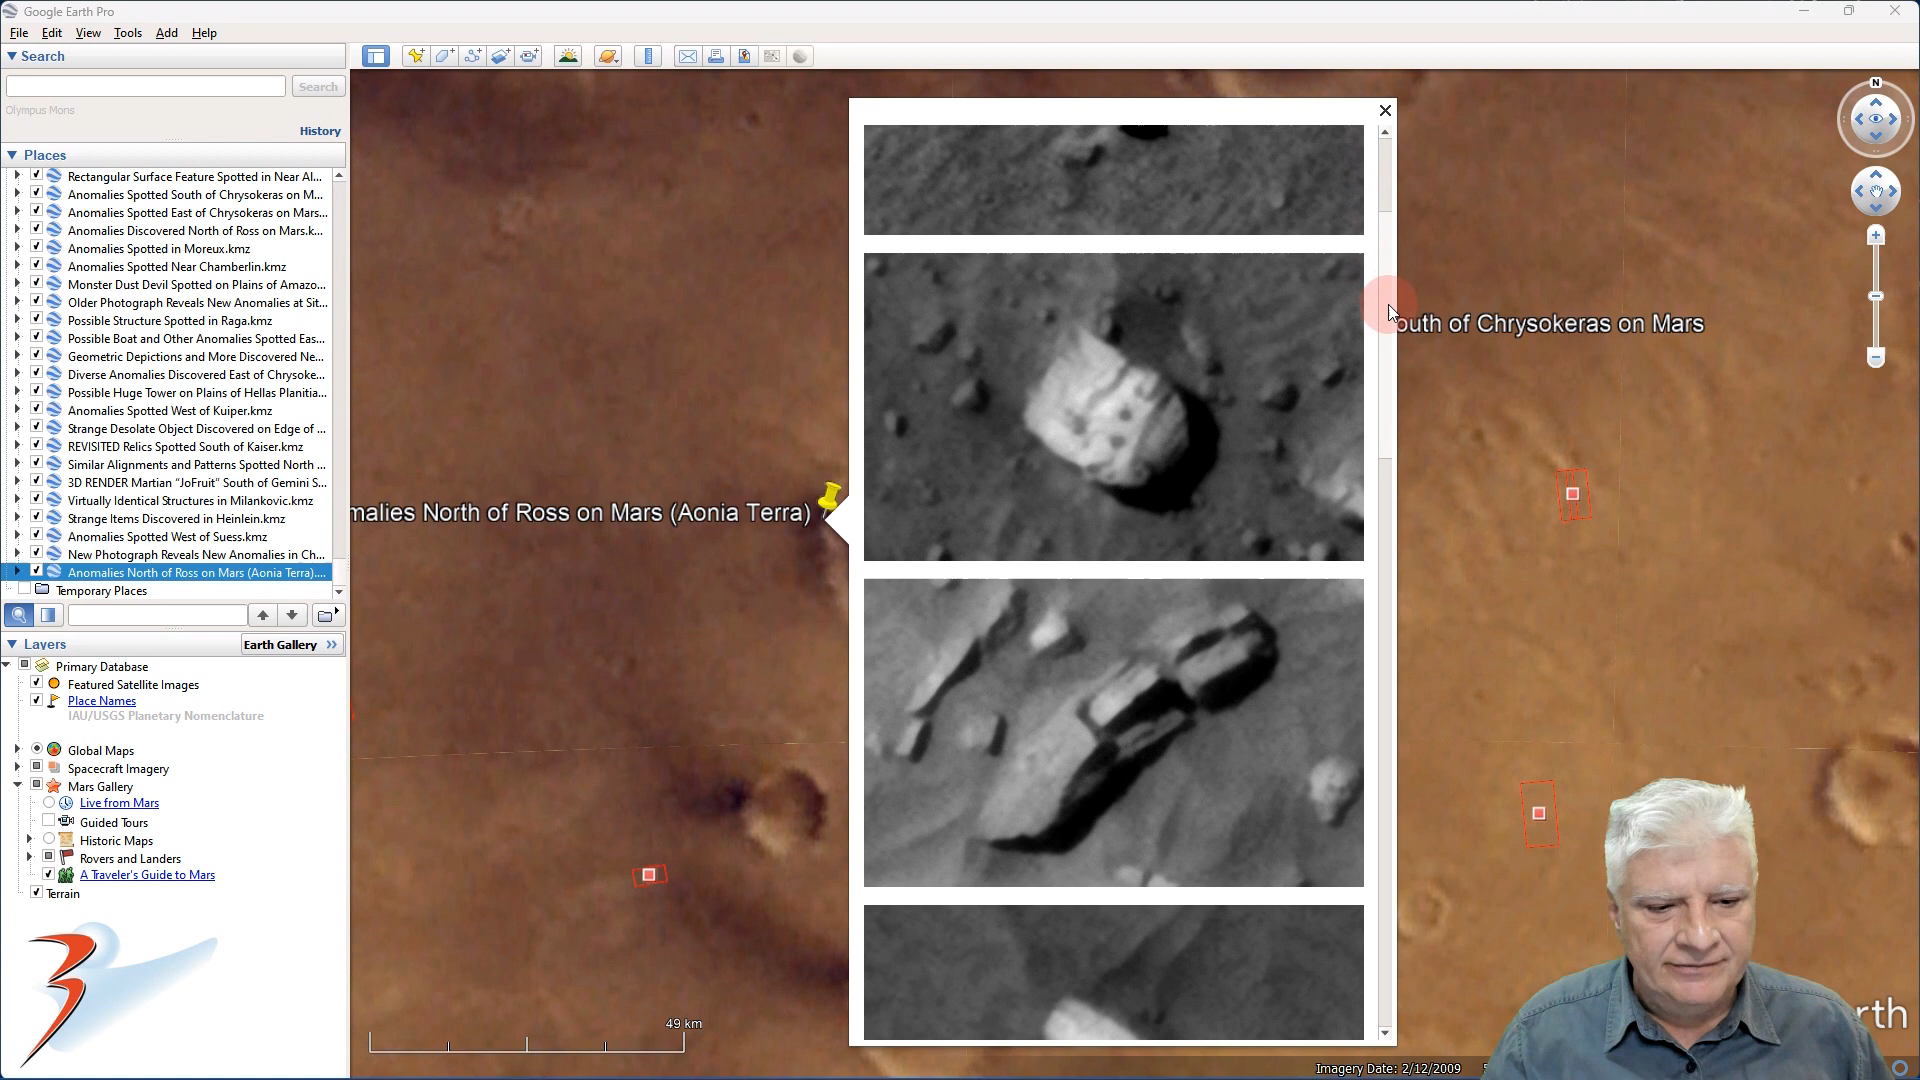 Google Earth Pro
File Edit View Tools Add Help
Search
Search
Olympus Mons
History
Places
Rectangular Surface Feature Spotted in Near Al...
Anomalies Spotted South of Chrysokeras on M...
Anomalies Spotted East of Chrysokeras on Mars...
Anomalies Discovered North of Ross on Mars.k...
Anomalies Spotted in Moreux.kmz
Anomalies Spotted Near Chamberlin.kmz
Monster Dust Devil Spotted on Plains of Amazo...
Older Photograph Reveals New Anomalies at Sit...
Possible Structure Spotted in Raga.kmz
Possible Boat and Other Anomalies Spotted Eas...
Geometric Depictions and More Discovered Ne...
Diverse Anomalies Discovered East of Chrysoke...
Possible Huge Tower on Plains of Hellas Planitia...
Anomalies Spotted West of Kuiper.kmz
Strange Desolate Object Discovered on Edge of ...
REVISITED Relics Spotted South of Kaiser.kmz
Similar Alignments and Patterns Spotted North ...
3D RENDER Martian “JoFruit” South of Gemini S...
Virtually Identical Structures in Milankovic.kmz
Strange Items Discovered in Heinlein.kmz
Anomalies Spotted West of Suess.kmz
New Photograph Reveals New Anomalies in Ch...
Anomalies North of Ross on Mars (Aonia Terra)....
Temporary Places
Layers
Earth Gallery »
Primary Database
Featured Satellite Images
Place Names
IAU/USGS Planetary Nomenclature
Global Maps
Spacecraft Imagery
Mars Gallery
Live from Mars
Guided Tours
Historic Maps
Rovers and Landers
A Traveler's Guide to Mars
Terrain
malies North of Ross on Mars (Aonia Terra)
outh of Chrysokeras on Mars
N
49 km
rth
Imagery Date: 2/12/2009